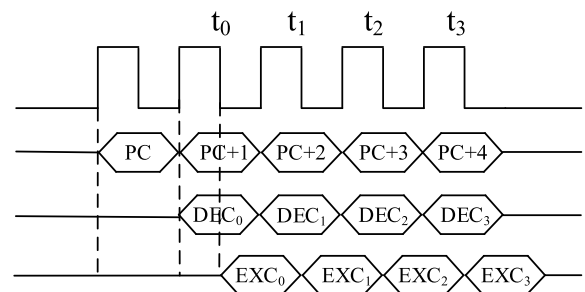 t₀ t₁ t₂ t₃
PC PC+1 PC+2 PC+3 PC+4
DEC₀ DEC₁ DEC₂ DEC₃
EXC₀ EXC₁ EXC₂ EXC₃